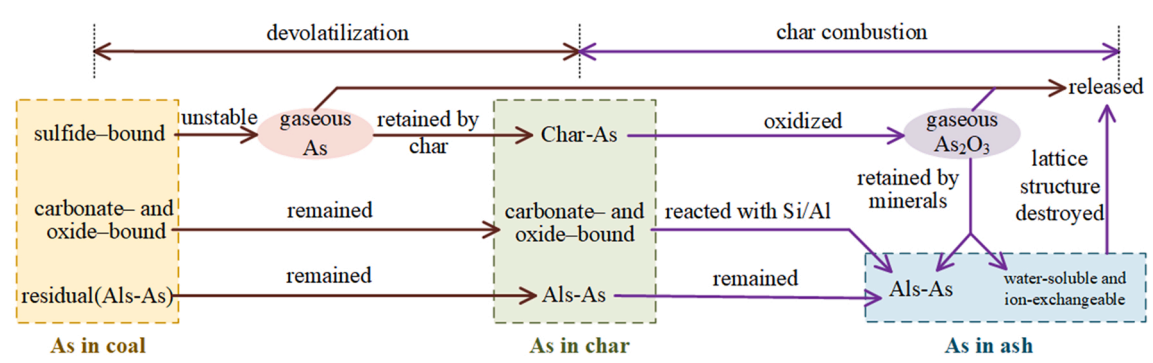 devolatilization
char combustion
released
sulfide–bound
unstable
gaseous
As
retained by
char
Char-As
oxidized
gaseous
As₂O₃
carbonate– and
oxide–bound
remained
carbonate– and
oxide–bound
reacted with Si/Al
retained by
minerals
lattice
structure
destroyed
residual(Als-As)
remained
Als-As
remained
Als-As
water-soluble and
ion-exchangeable
As in coal
As in char
As in ash